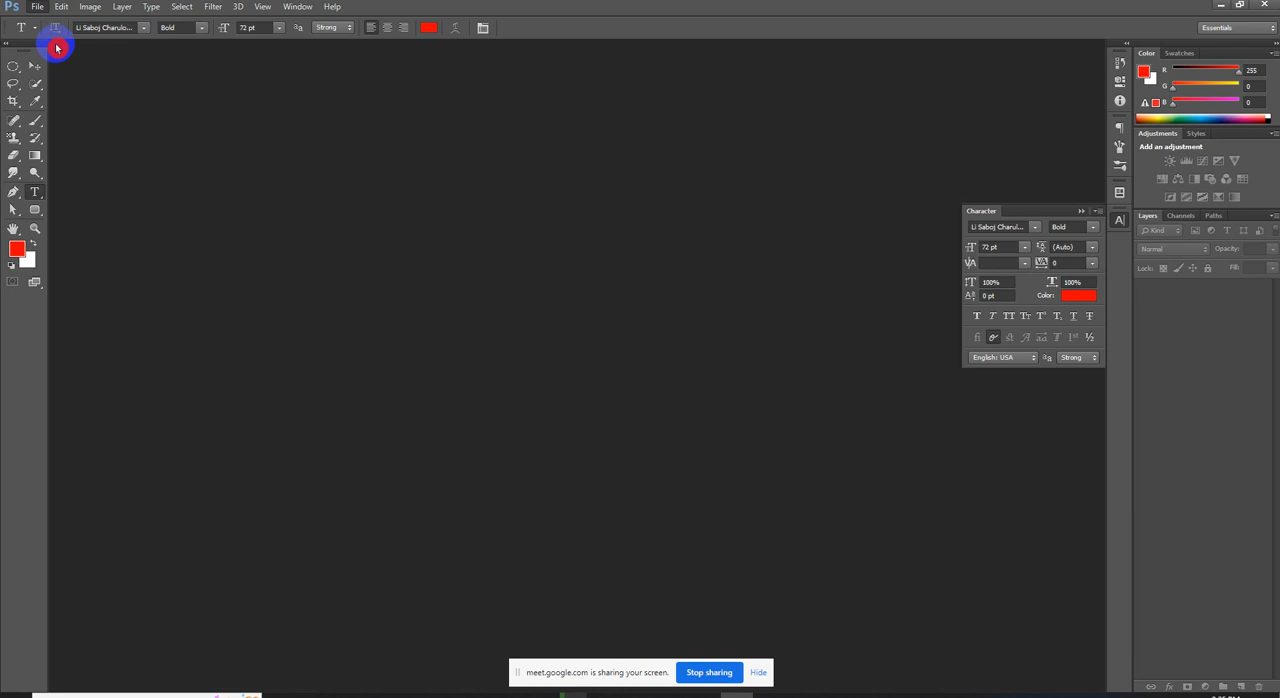 Ps File Edit Image Layer Type Select Filter 3D View Window Help
T Li Saboj Charulo... Bold 72 pt Strong Essentials
Color Swatches
R 255
G 0
B 0
Adjustments Styles
Add an adjustment
Layers Channels Paths
Kind
Normal Opacity:
Lock: Fill:
Character
Li Saboj Charul... Bold
72 pt (Auto)
0
100% 100%
0 pt Color:
English: USA Strong
meet.google.com is sharing your screen. Stop sharing Hide